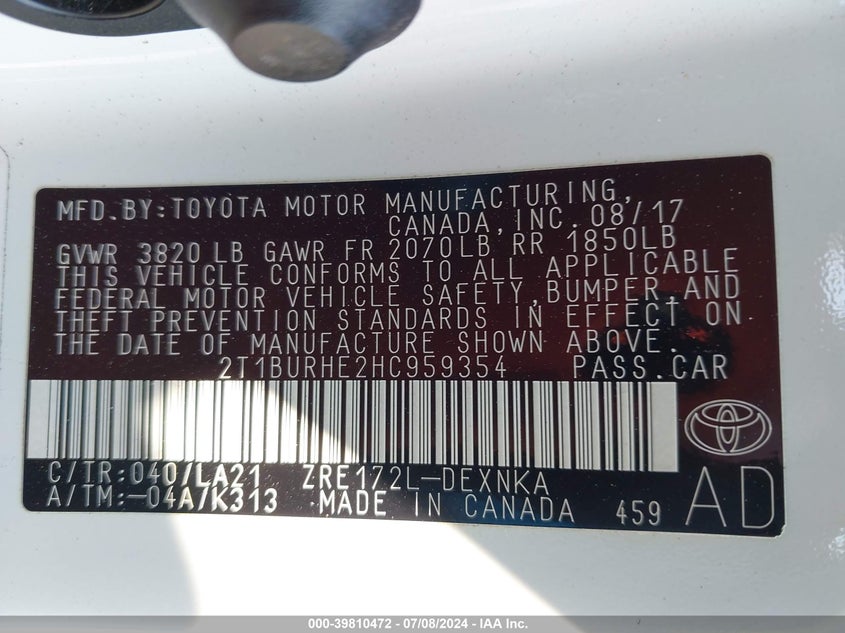 MFD.BY:TOYOTA MOTOR MANUFACTURING,
CANADA,INC. 08/17
GVWR 3820 LB GAWR FR 2070LB RR 1850LB
THIS VEHICLE CONFORMS TO ALL APPLICABLE
FEDERAL MOTOR VEHICLE SAFETY,BUMPER,AND
THEFT PREVENTION STANDARDS IN EFFECT ON
THE DATE OF MANUFACTURE SHOWN ABOVE.
2T1BURHE2HC959354 PASS.CAR
C/TR:040/LA21 ZRE172L-DEXNKA
A/TM:-04A/K313 MADE IN CANADA 459 AD
000-39810472 - 07/08/2024 - IAA Inc.